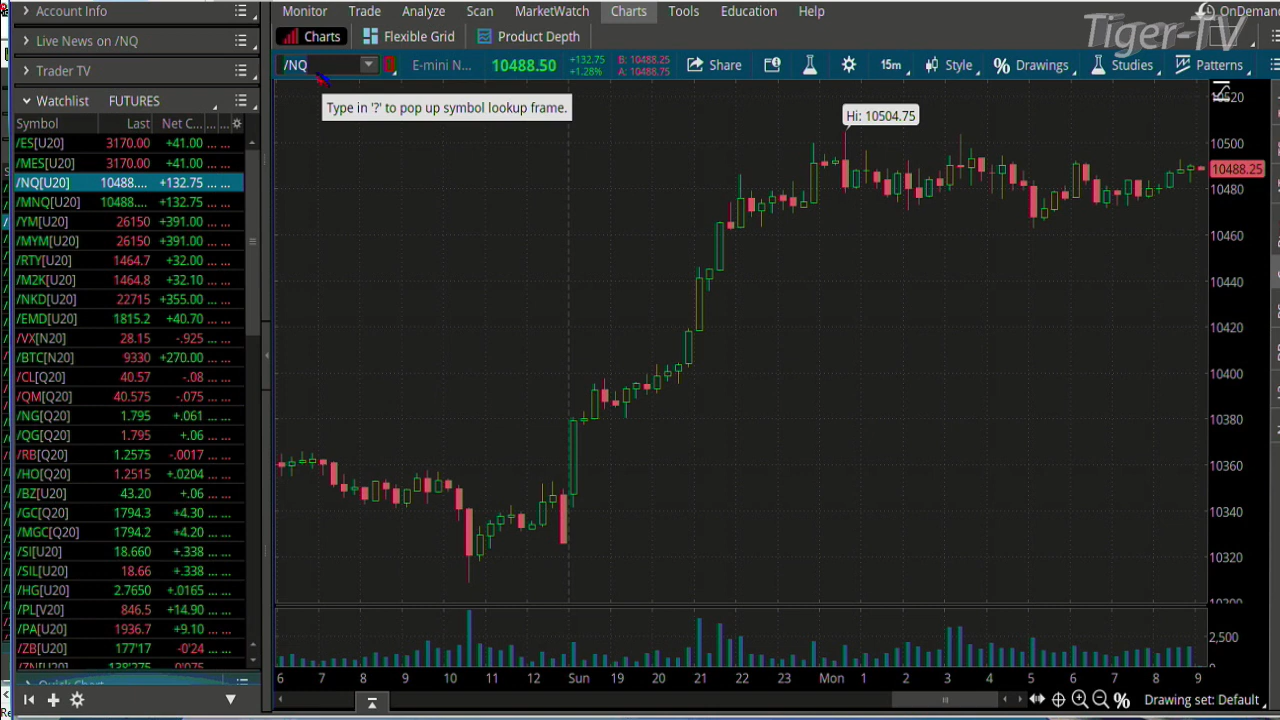 Account Info
Live News on /NQ
Trader TV
Watchlist FUTURES
Symbol Last Net C... ... ...
/ES[U20] 3170.00 +41.00 ... ...
/MES[U20] 3170.00 +41.00 ... ...
/NQ[U20] 10488.... +132.75 ... ...
/MNQ[U20] 10488.... +132.75 ... ...
/YM[U20] 26150 +391.00 ... ...
/MYM[U20] 26150 +391.00 ... ...
/RTY[U20] 1464.7 +32.00 ... ...
/M2K[U20] 1464.8 +32.10 ... ...
/NKD[U20] 22715 +355.00 ... ...
/EMD[U20] 1815.2 +40.70 ... ...
/VX[N20] 28.15 -.925 ... ...
/BTC[N20] 9330 +270.00 ... ...
/CL[Q20] 40.57 -.08 ... ...
/QM[Q20] 40.575 -.075 ... ...
/NG[Q20] 1.795 +.061 ... ...
/QG[Q20] 1.795 +.06 ... ...
/RB[Q20] 1.2575 -.0017 ... ...
/HO[Q20] 1.2515 +.0204 ... ...
/BZ[U20] 43.20 +.06 ... ...
/GC[Q20] 1794.3 +4.30 ... ...
/MGC[Q20] 1794.2 +4.20 ... ...
/SI[U20] 18.660 +.338 ... ...
/SIL[U20] 18.66 +.338 ... ...
/HG[U20] 2.7650 +.0165 ... ...
/PL[V20] 846.5 +14.90 ... ...
/PA[U20] 1936.7 +9.10 ... ...
/ZB[U20] 177'17 -0'24 ... ...
/ZN[U20] 138'275 0'075
Quick Chart
Monitor Trade Analyze Scan MarketWatch Charts Tools Education Help
OnDemand
Tiger-TV
Charts Flexible Grid Product Depth
/NQ E-mini N... 10488.50 +132.75 +1.28% B: 10488.25 A: 10488.75 Share 15m Style % Drawings Studies Patterns
Type in '?' to pop up symbol lookup frame.
Hi: 10504.75
10520
10500
10488.25
10480
10460
10440
10420
10400
10380
10360
10340
10320
10300
2,500
0
6 7 8 9 10 11 12 Sun 19 20 21 22 23 Mon 1 2 3 4 5 6 7 8 9
% Drawing set: Default